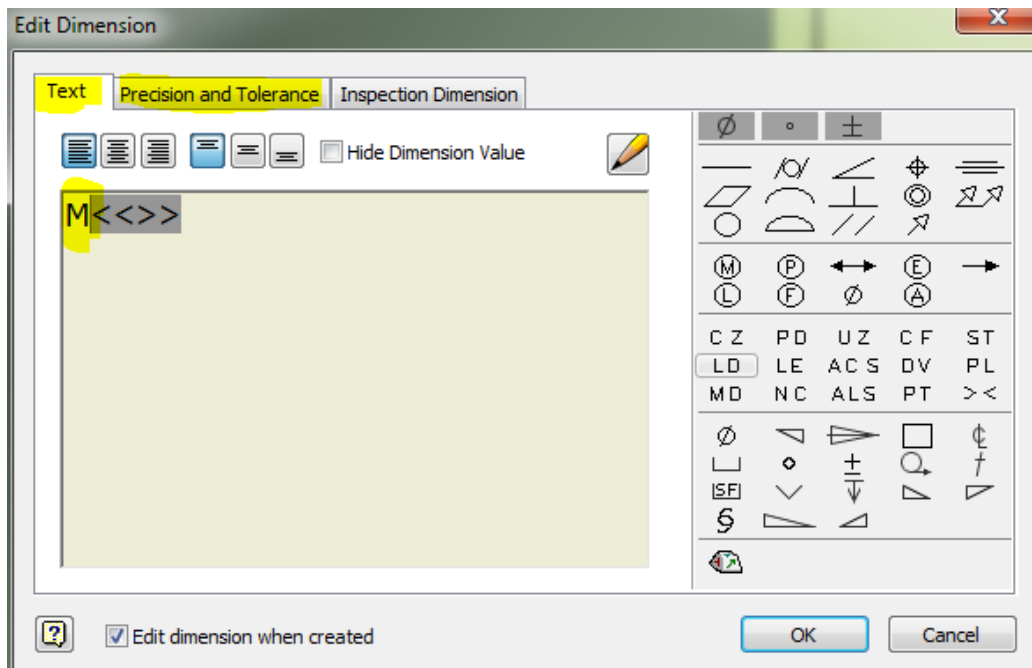 Edit Dimension
Text Precision and Tolerance Inspection Dimension
Hide Dimension Value
M<<>>
Ø ° ±
Ⓜ Ⓟ Ⓔ
Ⓛ Ⓕ Ø Ⓐ
CZ PD UZ CF ST
LD LE ACS DV PL
MD NC ALS PT ><
SF
Edit dimension when created
OK Cancel